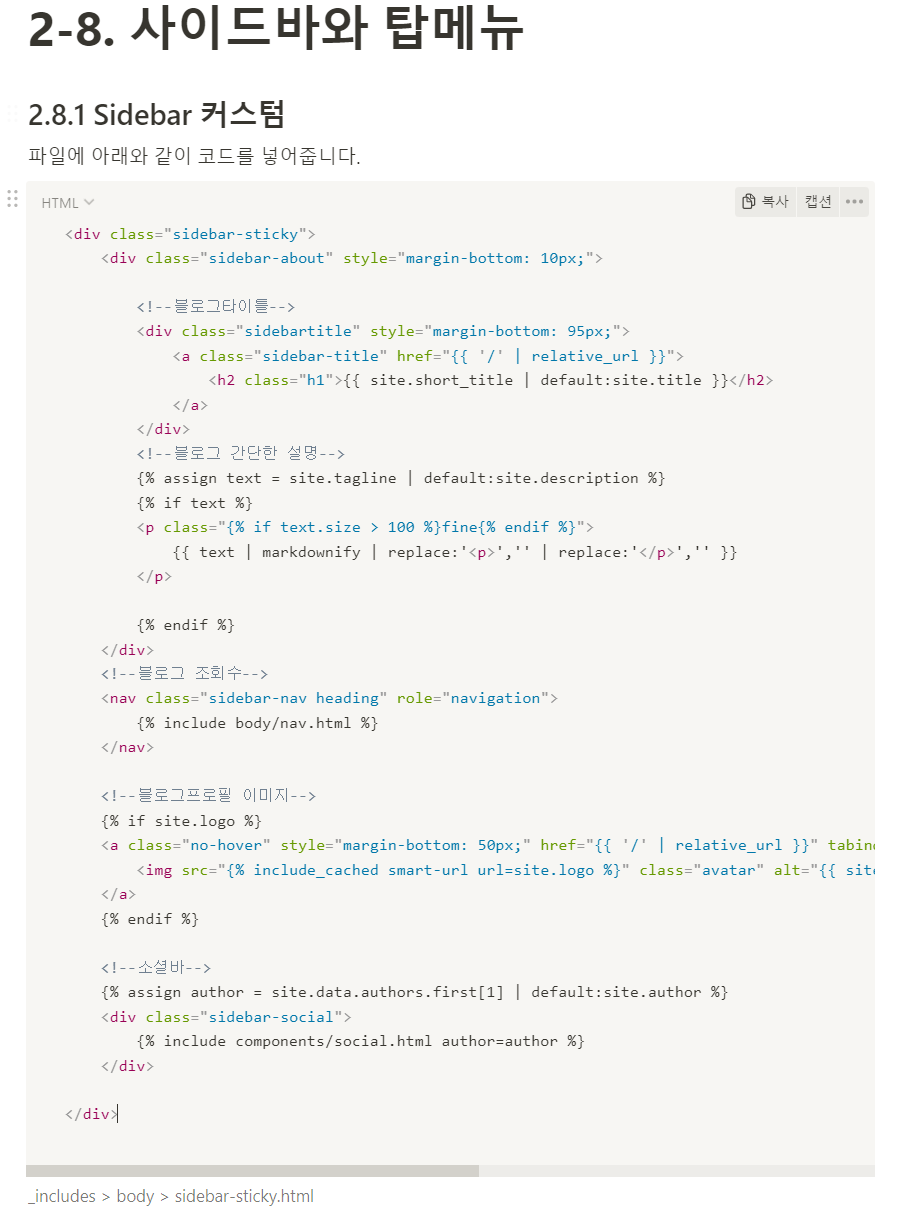 2-8. 사이드바와 탑메뉴
2.8.1 Sidebar 커스텀
파일에 아래와 같이 코드를 넣어줍니다.
HTML
복사 캡션
<div class="sidebar-sticky">
<div class="sidebar-about" style="margin-bottom: 10px;">
<!--블로그타이틀-->
<div class="sidebartitle" style="margin-bottom: 95px;">
<a class="sidebar-title" href="{{ '/' | relative_url }}">
<h2 class="h1">{{ site.short_title | default:site.title }}</h2>
</a>
</div>
<!--블로그 간단한 설명-->
{% assign text = site.tagline | default:site.description %}
{% if text %}
<p class="{% if text.size > 100 %}fine{% endif %}">
{{ text | markdownify | replace:'<p>','' | replace:'</p>','' }}
</p>
{% endif %}
</div>
<!--블로그 조회수-->
<nav class="sidebar-nav heading" role="navigation">
{% include body/nav.html %}
</nav>
<!--블로그프로필 이미지-->
{% if site.logo %}
<a class="no-hover" style="margin-bottom: 50px;" href="{{ '/' | relative_url }}" tabind
<img src="{% include_cached smart-url url=site.logo %}" class="avatar" alt="{{ site
</a>
{% endif %}
<!--소셜바-->
{% assign author = site.data.authors.first[1] | default:site.author %}
<div class="sidebar-social">
{% include components/social.html author=author %}
</div>
</div>
_includes > body > sidebar-sticky.html